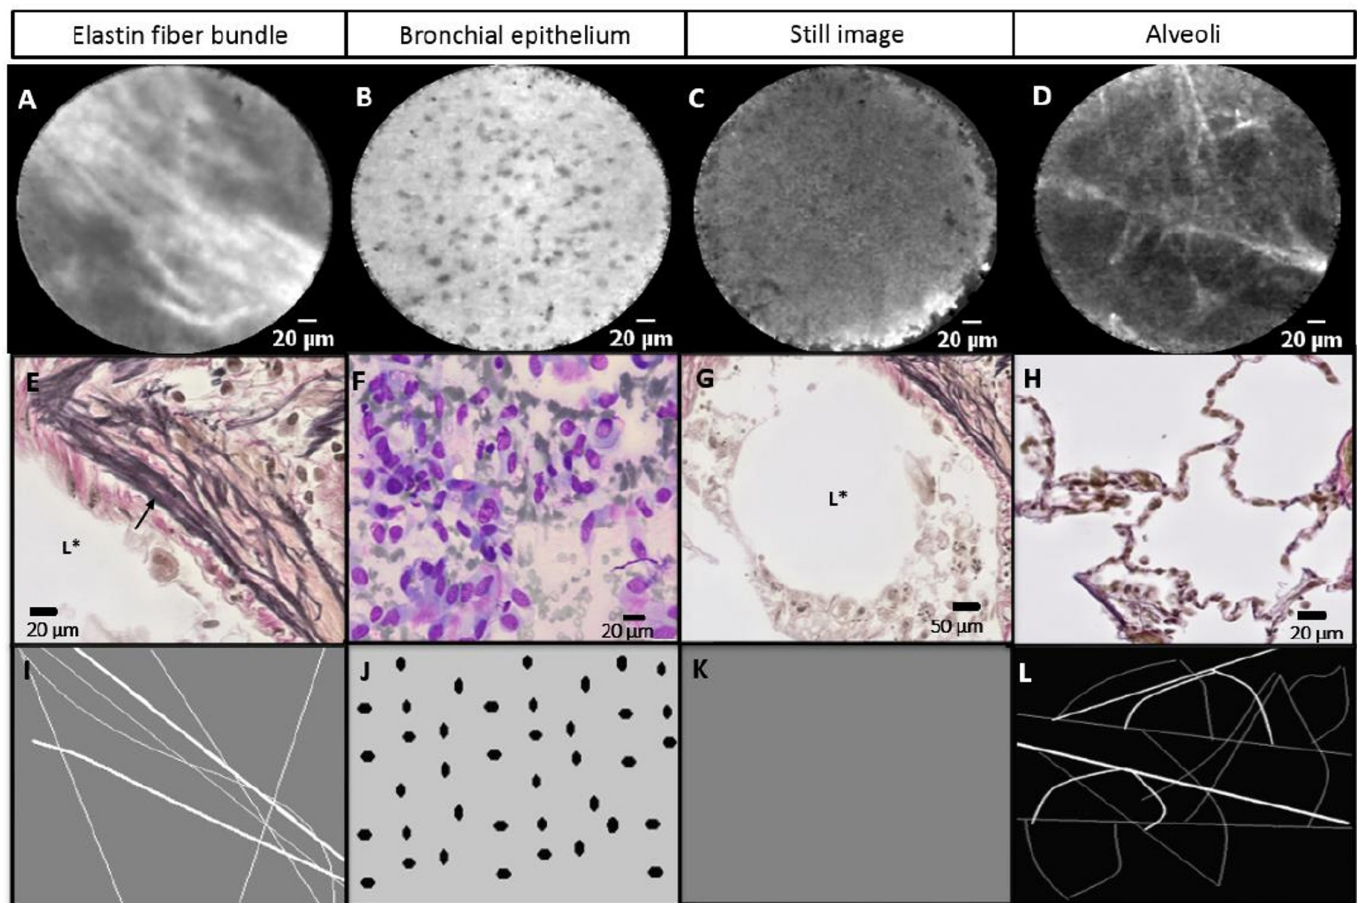 Elastin fiber bundle
Bronchial epithelium
Still image
Alveoli
A
B
C
D
20 µm
20 µm
20 µm
20 µm
E
F
G
H
L*
L*
20 µm
20 µm
50 µm
20 µm
I
J
K
L